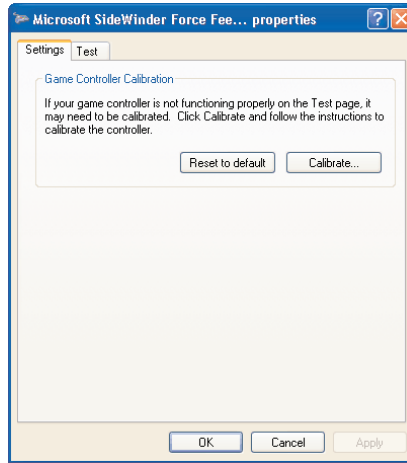 Microsoft SideWinder Force Fee... properties
Settings Test
Game Controller Calibration
If your game controller is not functioning properly on the Test page, it
may need to be calibrated. Click Calibrate and follow the instructions to
calibrate the controller.
Reset to default Calibrate...
OK Cancel Apply